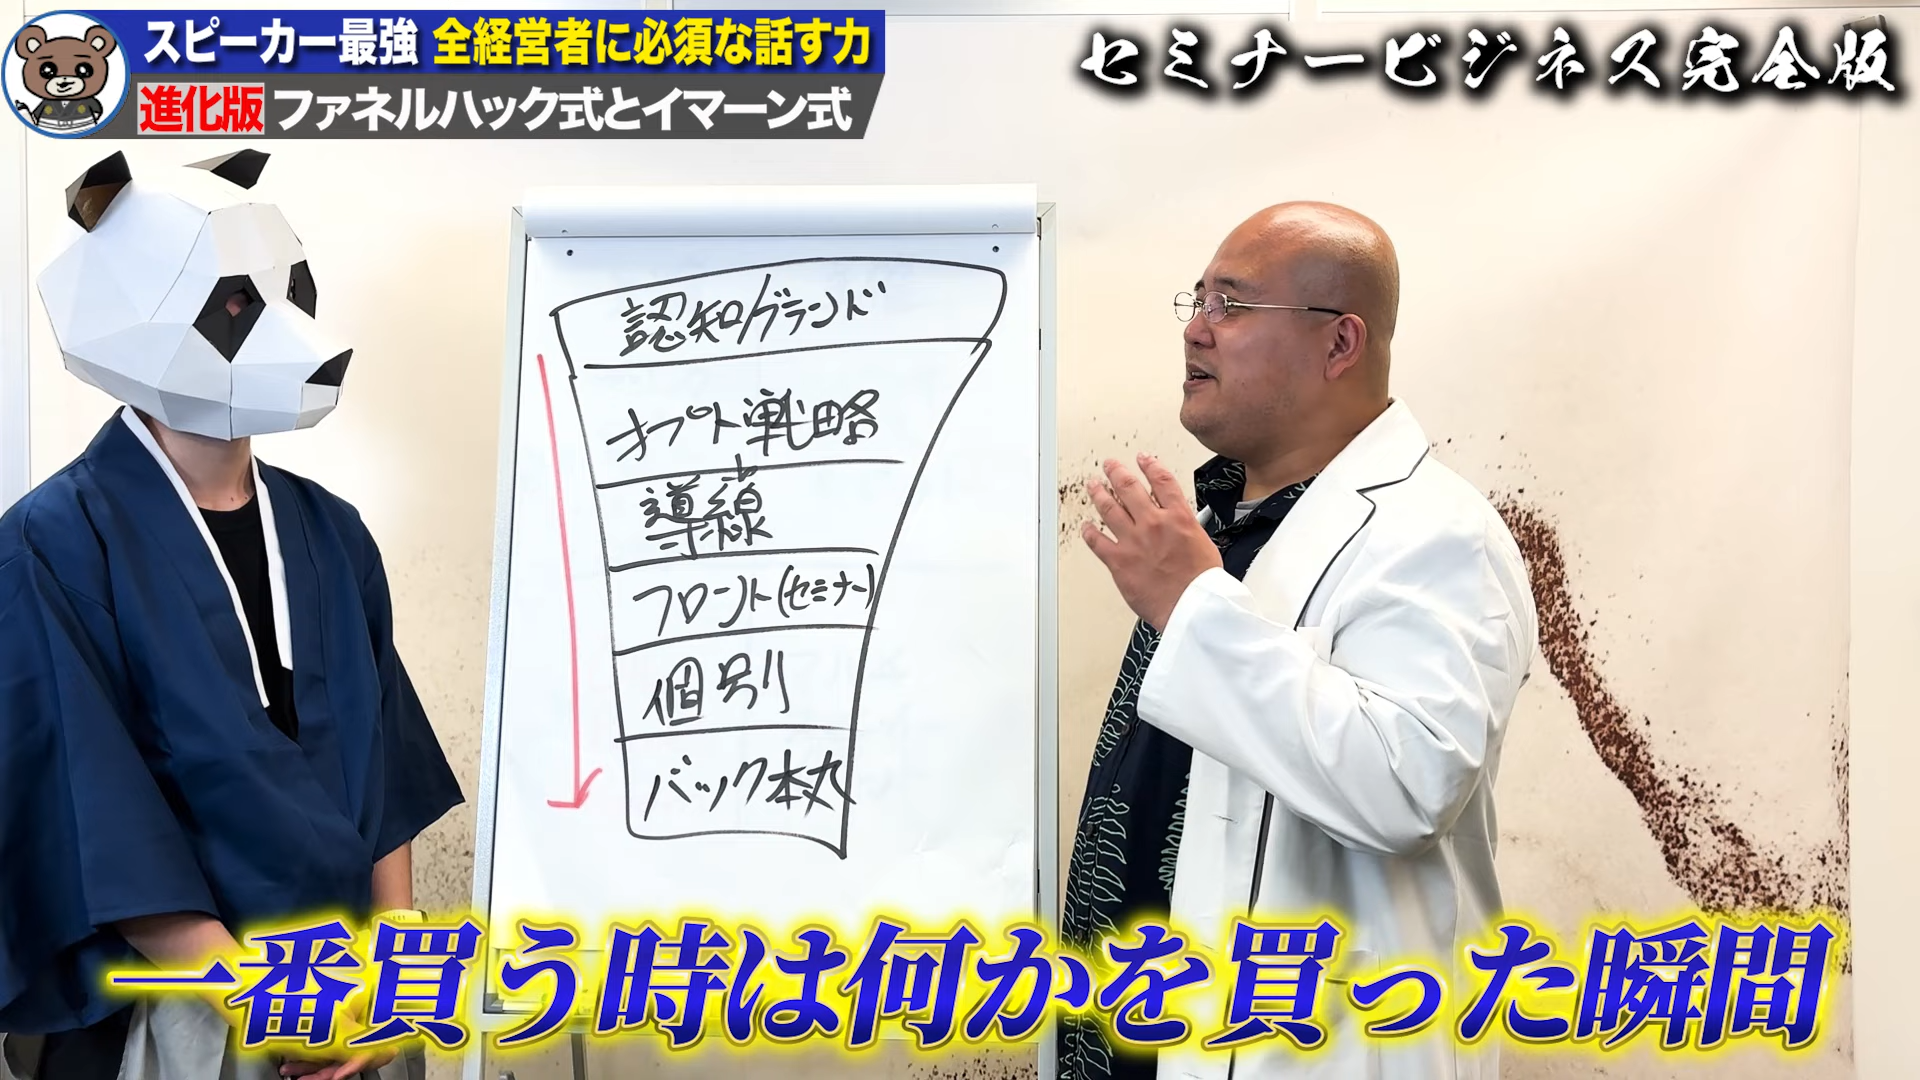 スピーカー最強 全経営者に必須な話す力
進化版 ファネルハック式とイマーン式
セミナービジネス完全版
認知/ブランド
オプト戦略
導線
フロント(セミナー)
個別
バック本丸
一番買う時は何かを買った瞬間